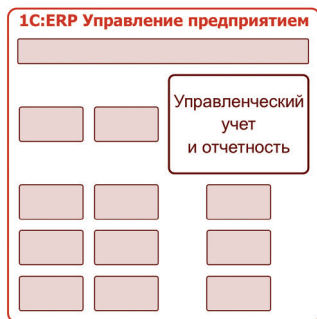 1С:ERP Управление предприятием
Управленческий
учет
и отчетность